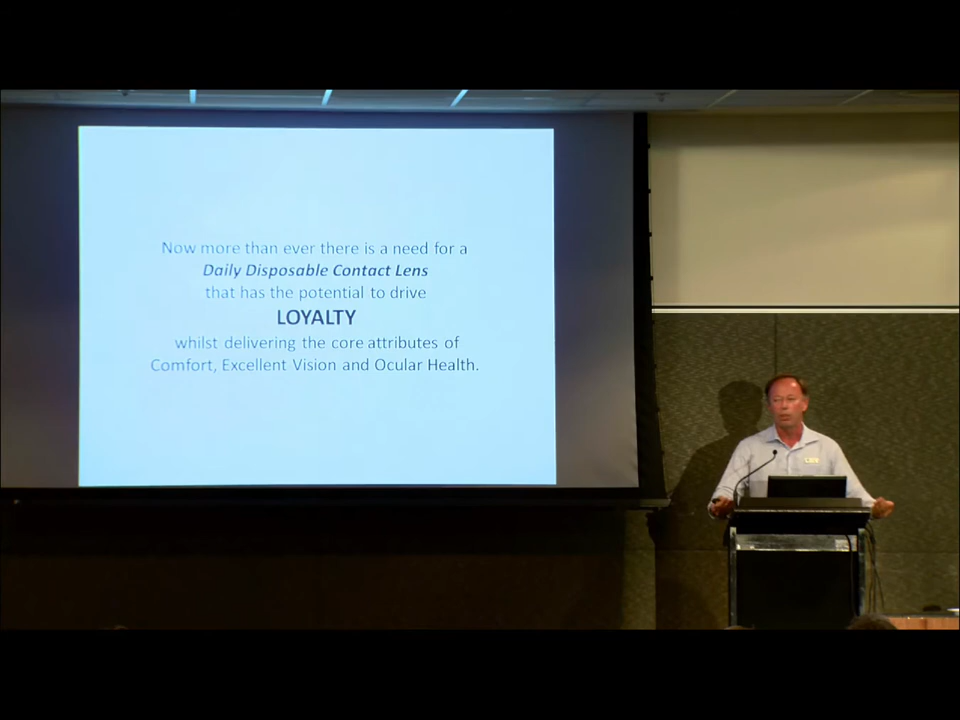 Now more than ever there is a need for a
Daily Disposable Contact Lens
that has the potential to drive
LOYALTY
whilst delivering the core attributes of
Comfort, Excellent Vision and Ocular Health.